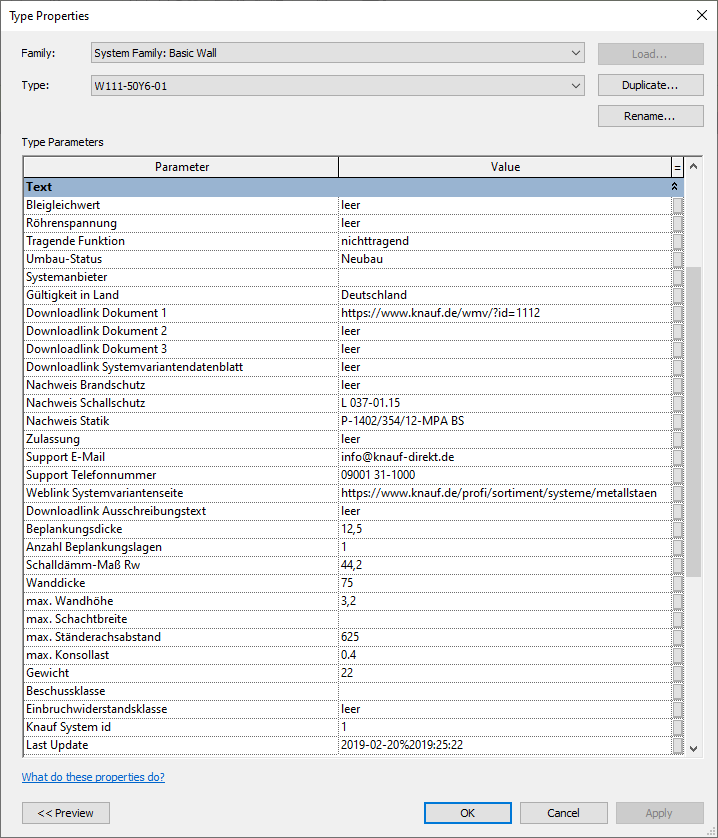 Type Properties
Family: System Family: Basic Wall Load...
Type: W111-50Y6-01 Duplicate...
Rename...
Type Parameters
Parameter Value =
Text
Bleigleichwert leer
Röhrenspannung leer
Tragende Funktion nichttragend
Umbau-Status Neubau
Systemanbieter
Gültigkeit in Land Deutschland
Downloadlink Dokument 1 https://www.knauf.de/wmv/?id=1112
Downloadlink Dokument 2 leer
Downloadlink Dokument 3 leer
Downloadlink Systemvariantendatenblatt leer
Nachweis Brandschutz leer
Nachweis Schallschutz L 037-01.15
Nachweis Statik P-1402/354/12-MPA BS
Zulassung leer
Support E-Mail info@knauf-direkt.de
Support Telefonnummer 09001 31-1000
Weblink Systemvariantenseite https://www.knauf.de/profi/sortiment/systeme/metallstaen
Downloadlink Ausschreibungstext leer
Beplankungsdicke 12,5
Anzahl Beplankungslagen 1
Schalldämm-Maß Rw 44,2
Wanddicke 75
max. Wandhöhe 3,2
max. Schachtbreite
max. Ständerachsabstand 625
max. Konsollast 0.4
Gewicht 22
Beschussklasse
Einbruchwiderstandsklasse leer
Knauf System id 1
Last Update 2019-02-20%2019:25:22
What do these properties do?
<< Preview OK Cancel Apply